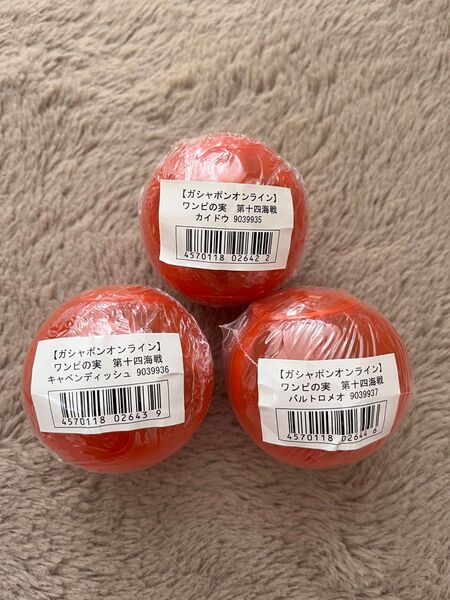 【ガシャポンオンライン】
ワンピの実　第十四海戦
カイドウ 9039935
4570118 02642 2
【ガシャポンオンライン】
ワンピの実　第十四海戦
キャベンディッシュ 9039936
4570118 02643 9
【ガシャポンオンライン】
ワンピの実　第十四海戦
バルトロメオ 9039937
4570118 02644 6